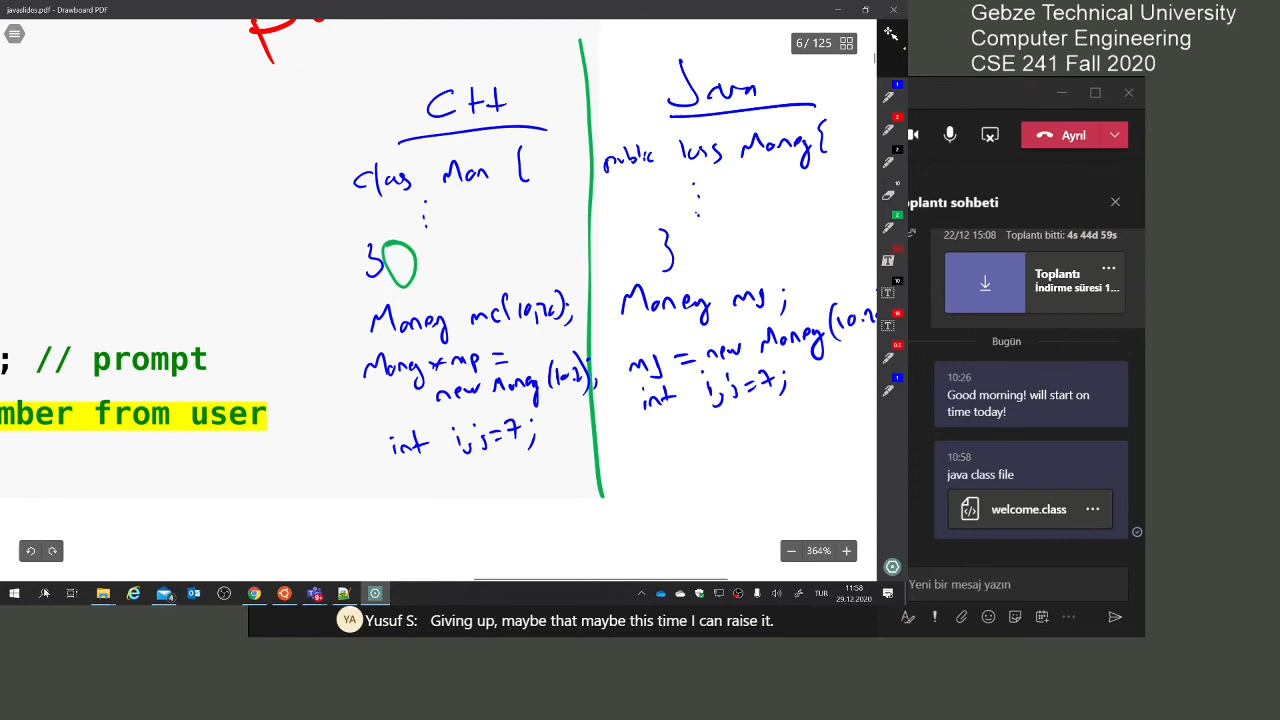 javaslides.pdf - Drawboard PDF
Gebze Technical University
Computer Engineering
CSE 241 Fall 2020
6 / 125
C++
clas Mon {
}
Money mc(10,20);
Money *mp =
new Money (10.2);
int i, j = 7;
Java
public lass Money {
}
Money mj ;
mj = new Money (10.20
int i, j = 7;
; // prompt
mber from user
364%
Ayrıl
oplantı sohbeti
22/12 15:08 Toplantı bitti: 4s 44d 59s
Toplantı
İndirme süresi 1...
Bugün
10:26
Good morning! will start on
time today!
10:58
java class file
welcome.class
Yeni bir mesaj yazın
TUR
11:58
29.12.2020
YA Yusuf S: Giving up, maybe that maybe this time I can raise it.